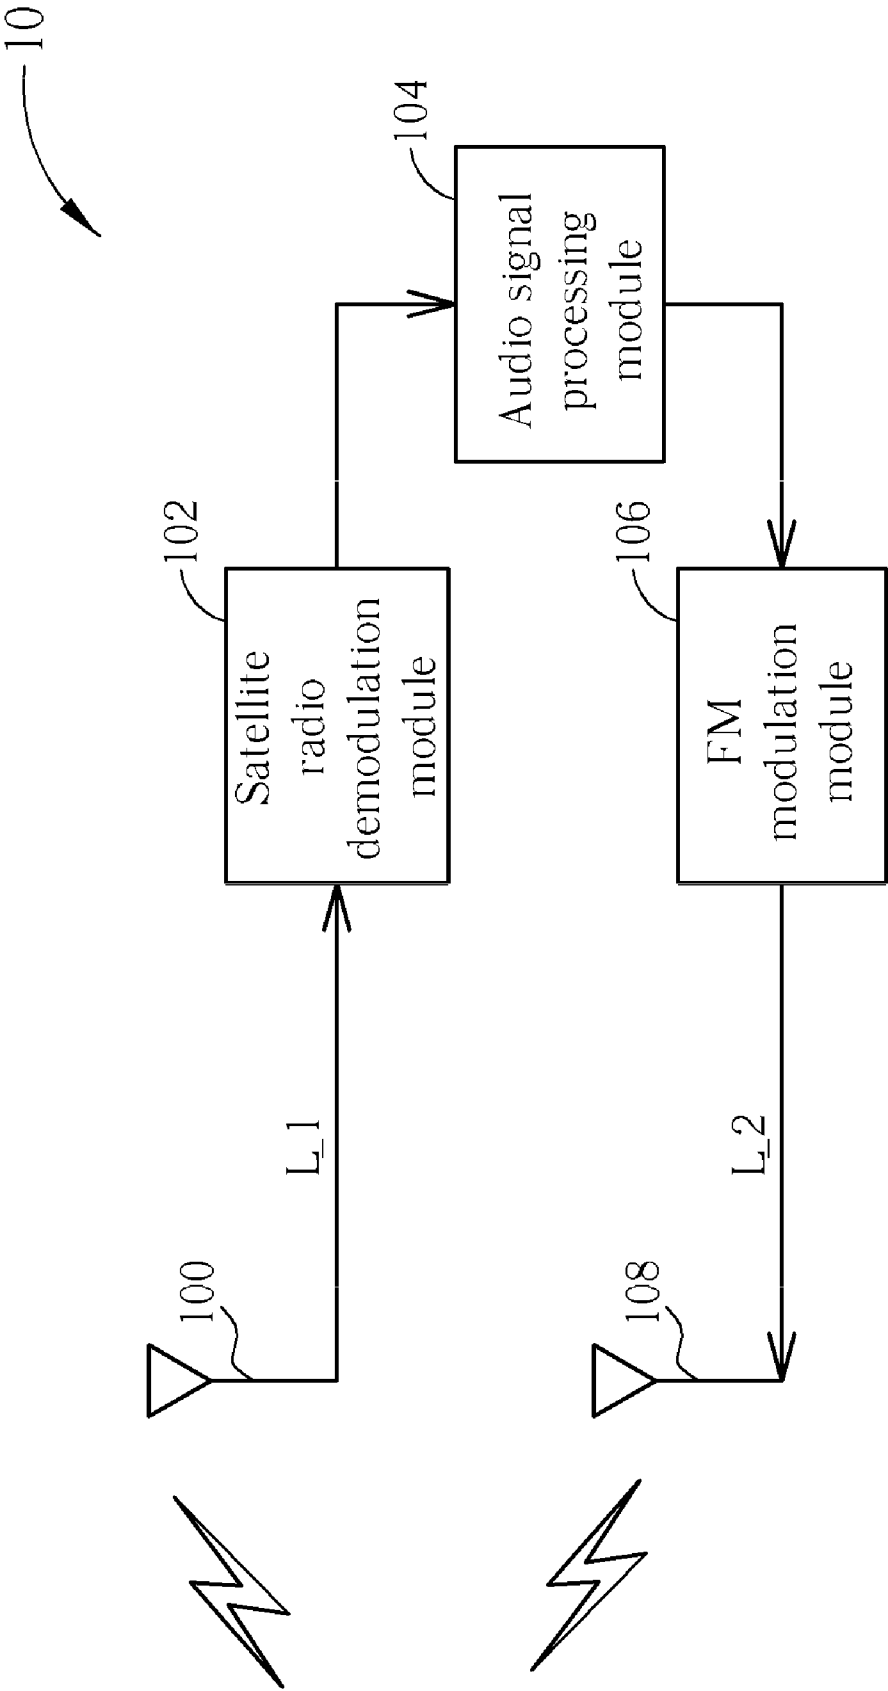 10
100
L_1
102
Satellite
radio
demodulation
module
104
Audio signal
processing
module
106
FM
modulation
module
L_2
108